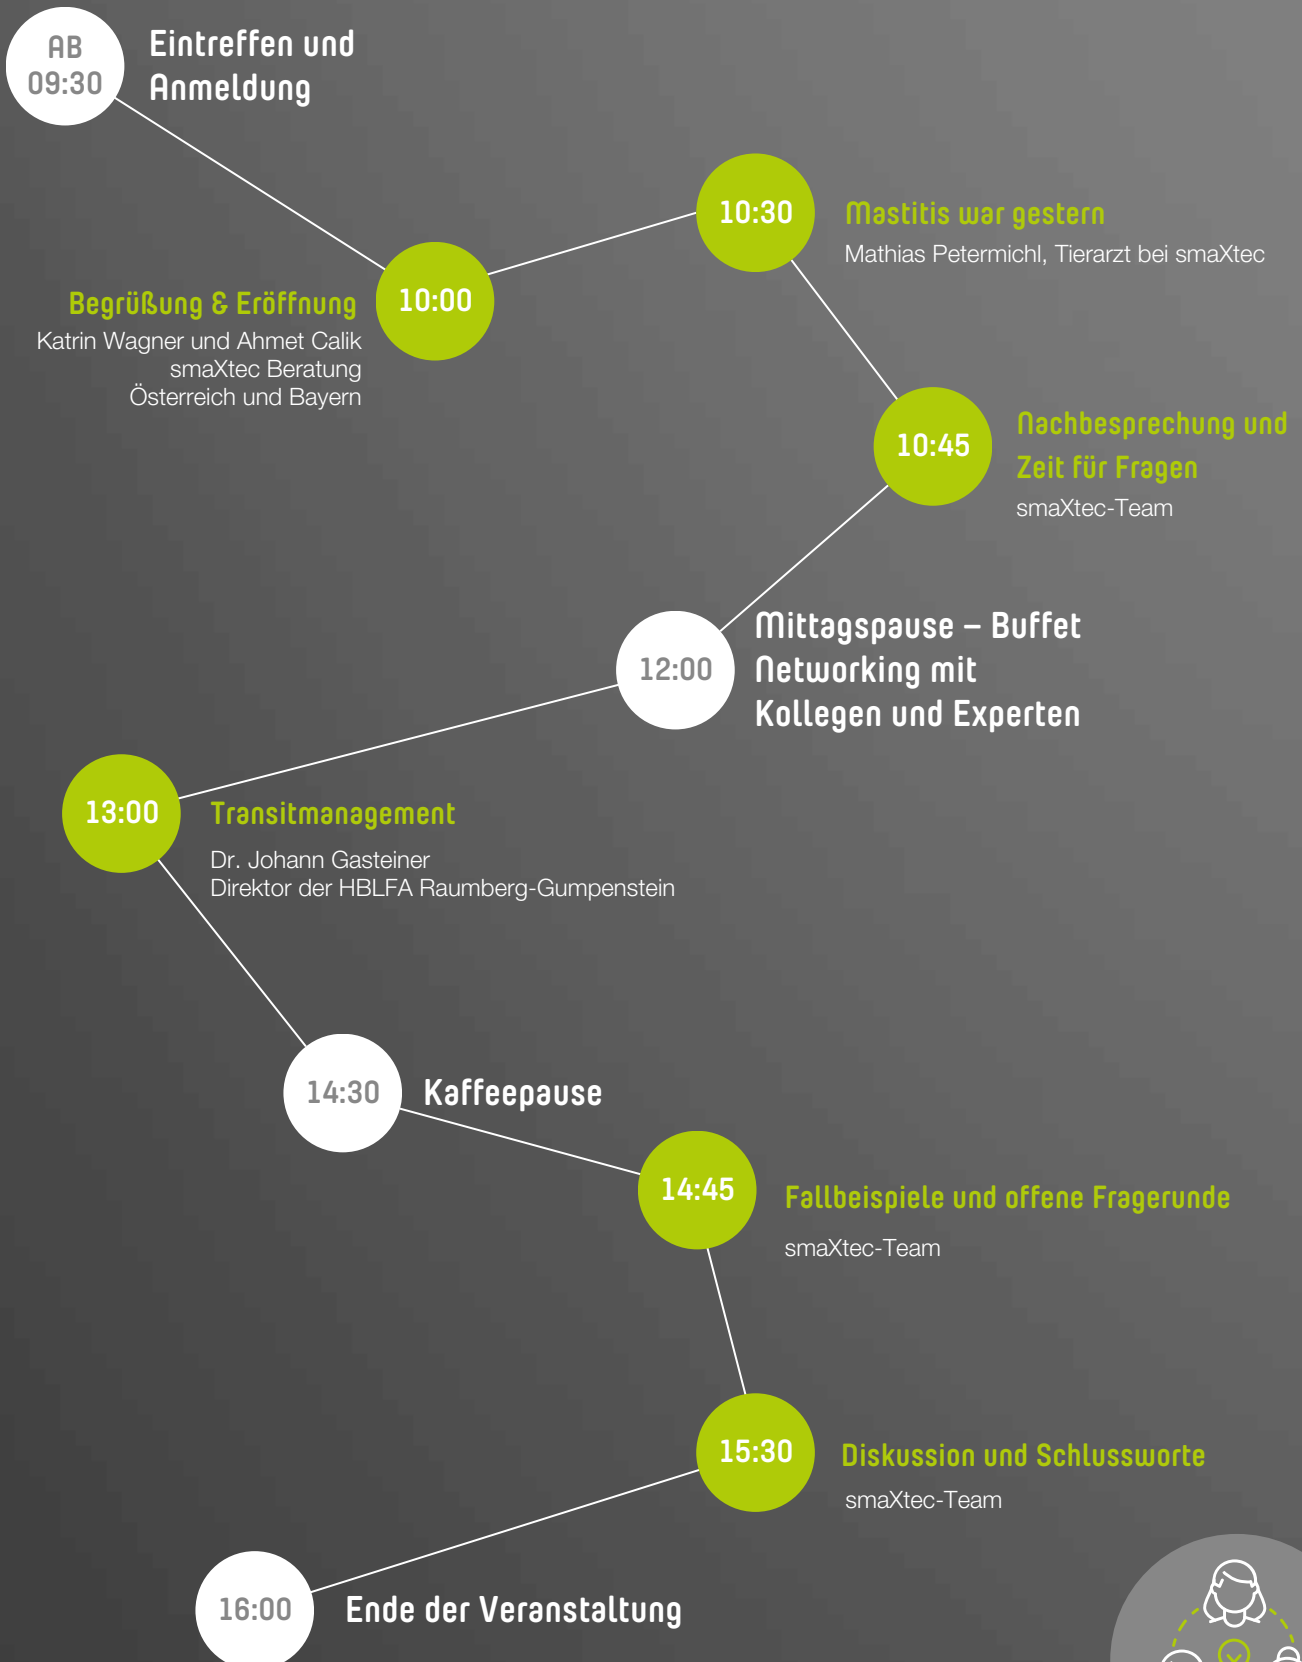 AB
09:30
Eintreffen und
Anmeldung
10:00
Begrüßung & Eröffnung
Katrin Wagner und Ahmet Calik
smaXtec Beratung
Österreich und Bayern
10:30
Mastitis war gestern
Mathias Petermichl, Tierarzt bei smaXtec
10:45
Nachbesprechung und
Zeit für Fragen
smaXtec-Team
12:00
Mittagspause – Buffet
Networking mit
Kollegen und Experten
13:00
Transitmanagement
Dr. Johann Gasteiner
Direktor der HBLFA Raumberg-Gumpenstein
14:30
Kaffeepause
14:45
Fallbeispiele und offene Fragerunde
smaXtec-Team
15:30
Diskussion und Schlussworte
smaXtec-Team
16:00
Ende der Veranstaltung